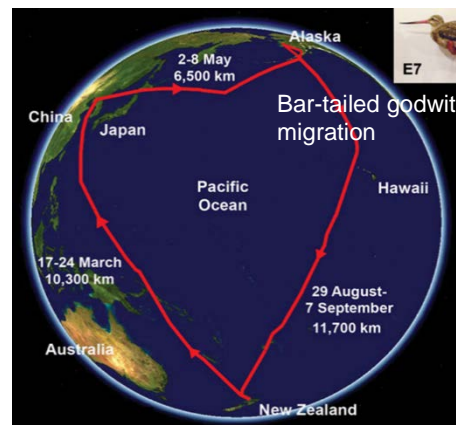 Alaska
2-8 May
6,500 km
E7
Bar-tailed godwit
migration
China
Japan
Hawaii
Pacific
Ocean
17-24 March
10,300 km
29 August-
7 September
11,700 km
Australia
New Zealand